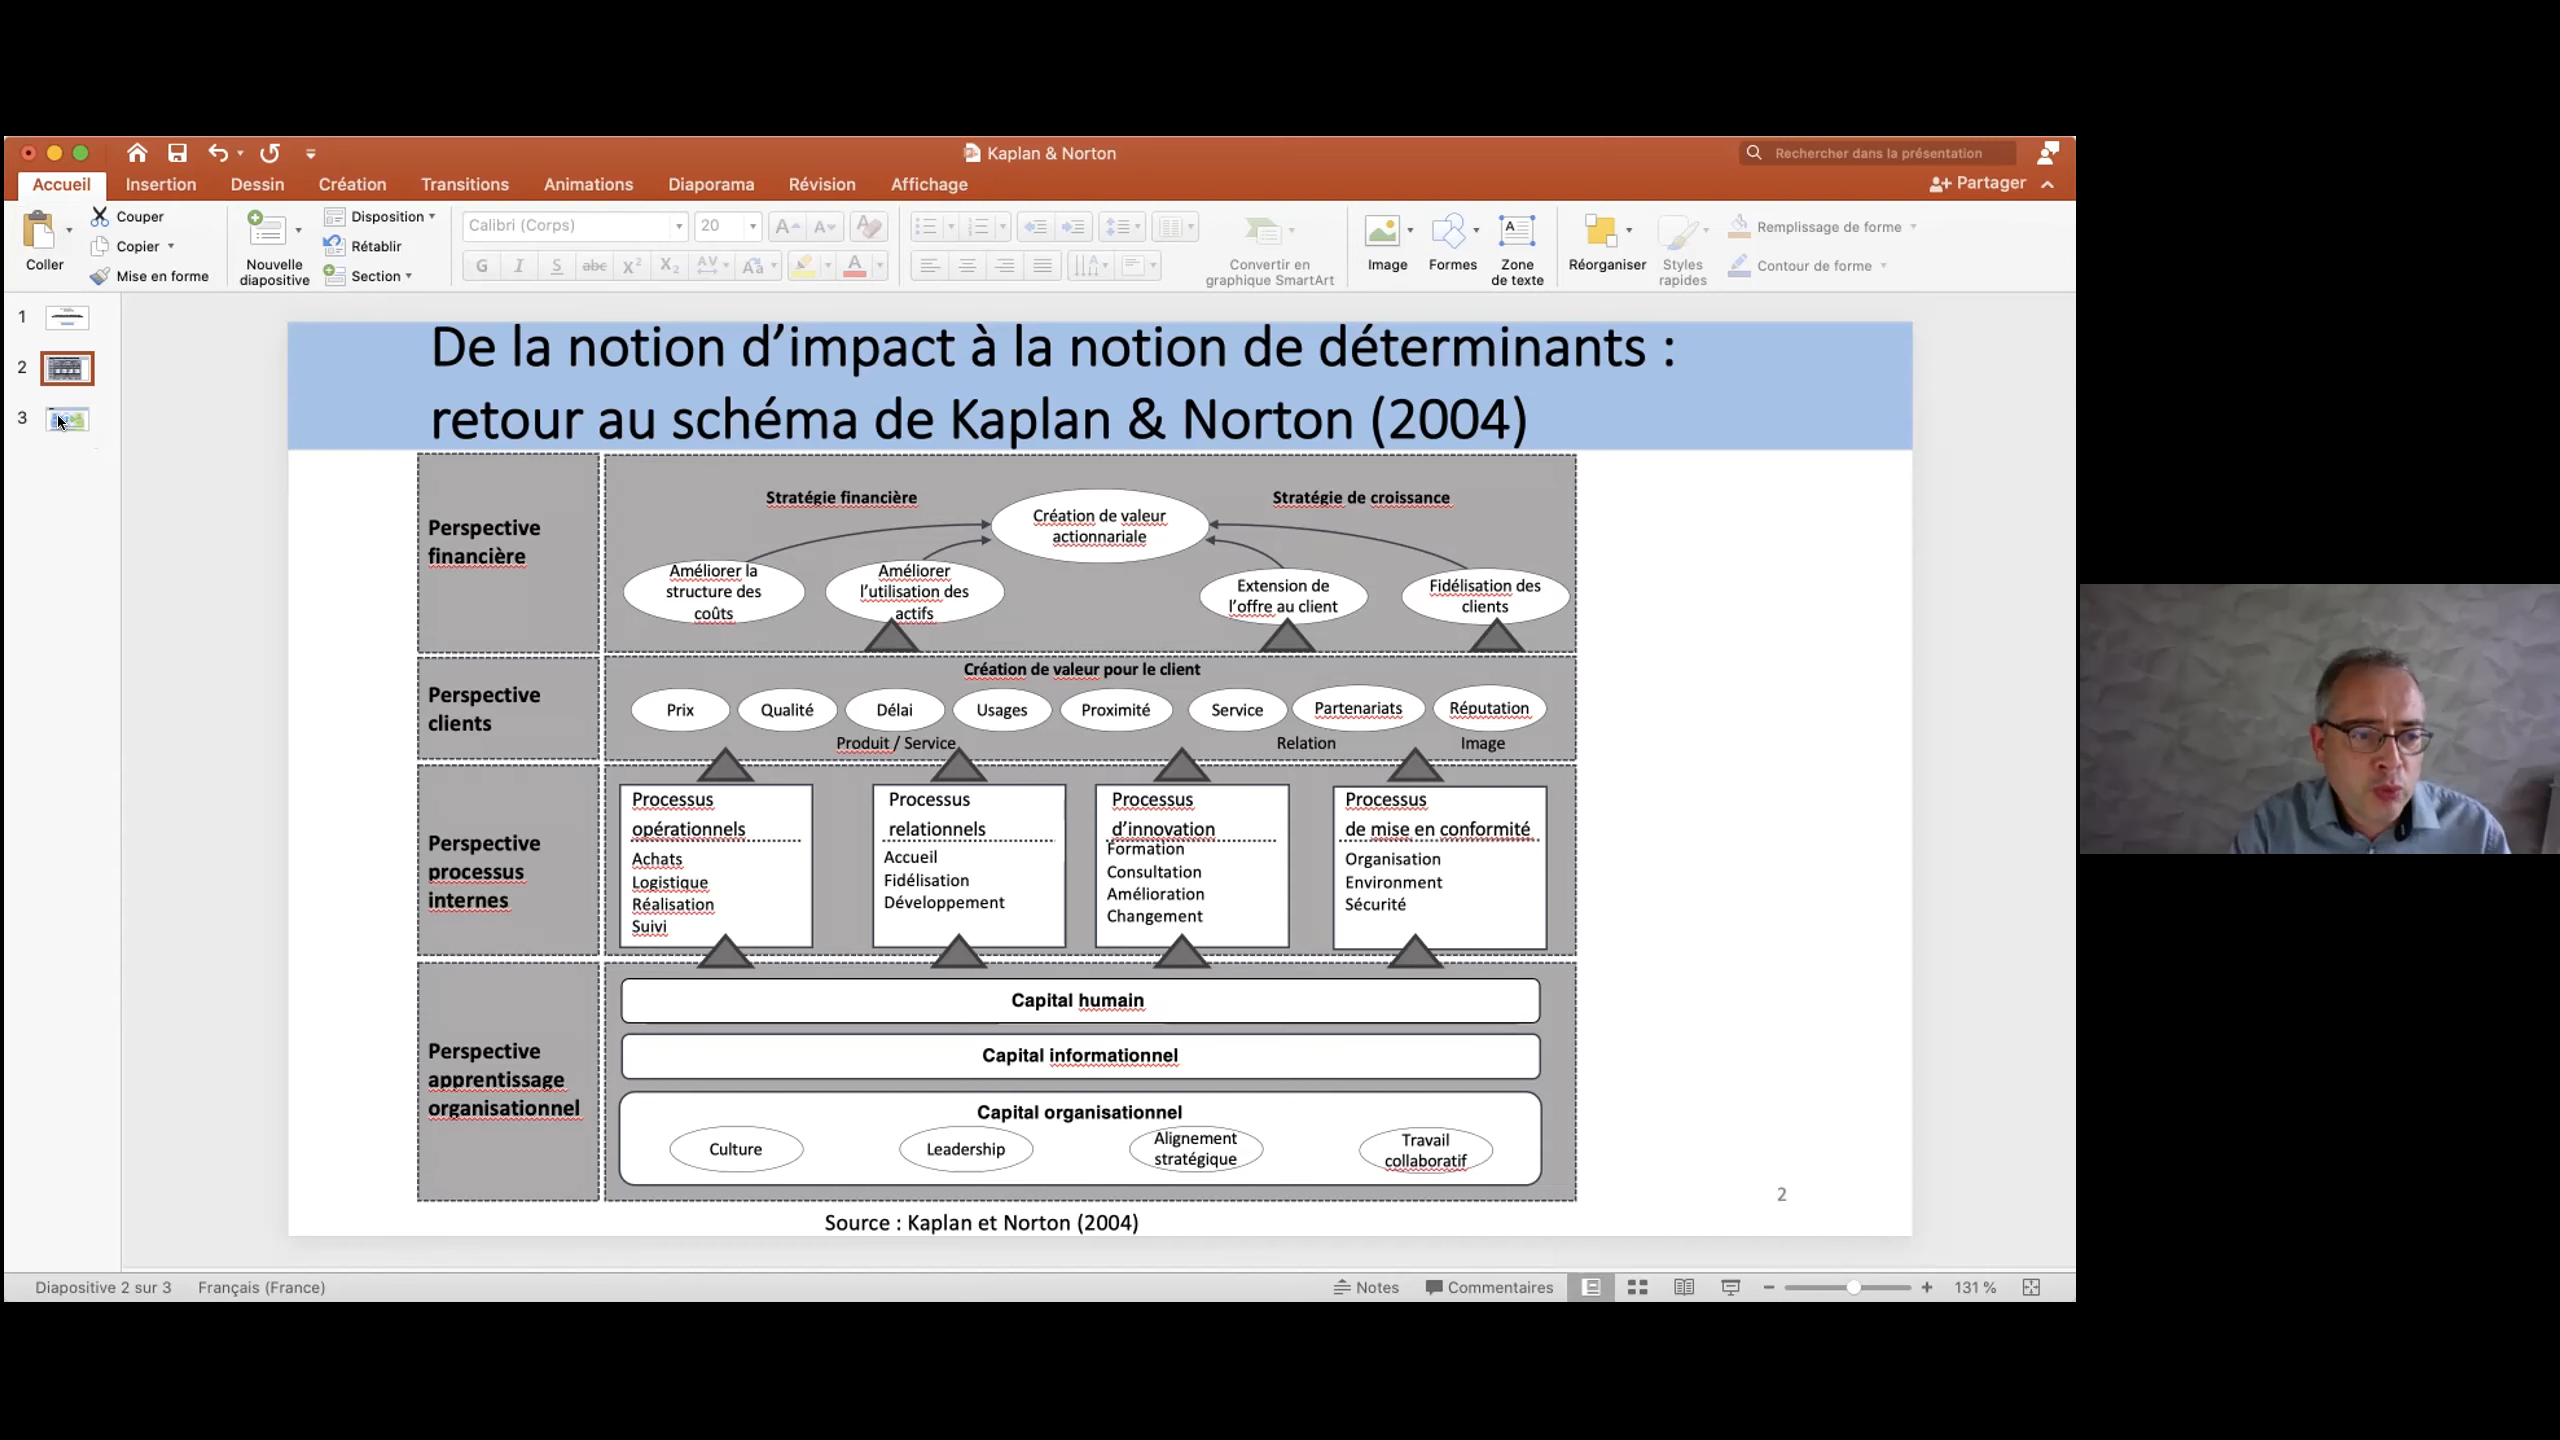 Kaplan & Norton
Rechercher dans la présentation
Accueil Insertion Dessin Création Transitions Animations Diaporama Révision Affichage Partager
Coller
Couper
Copier
Mise en forme
Nouvelle
diapositive
Disposition
Rétablir
Section
Calibri (Corps) 20
G I S abc X² X₂ AV Aa A
Convertir en
graphique SmartArt
Image
Formes
Zone
de texte
Réorganiser
Styles
rapides
Remplissage de forme
Contour de forme
1
2
3
De la notion d’impact à la notion de déterminants :
retour au schéma de Kaplan & Norton (2004)
Perspective
financière
Stratégie financière
Stratégie de croissance
Création de valeur
actionnariale
Améliorer la
structure des
coûts
Améliorer
l’utilisation des
actifs
Extension de
l’offre au client
Fidélisation des
clients
Perspective
clients
Création de valeur pour le client
Prix Qualité Délai Usages Proximité Service Partenariats Réputation
Produit / Service Relation Image
Perspective
processus
internes
Processus
opérationnels
Achats
Logistique
Réalisation
Suivi
Processus
relationnels
Accueil
Fidélisation
Développement
Processus
d’innovation
Formation
Consultation
Amélioration
Changement
Processus
de mise en conformité
Organisation
Environment
Sécurité
Perspective
apprentissage
organisationnel
Capital humain
Capital informationnel
Capital organisationnel
Culture
Leadership
Alignement
stratégique
Travail
collaboratif
2
Source : Kaplan et Norton (2004)
Diapositive 2 sur 3 Français (France) Notes Commentaires 131 %